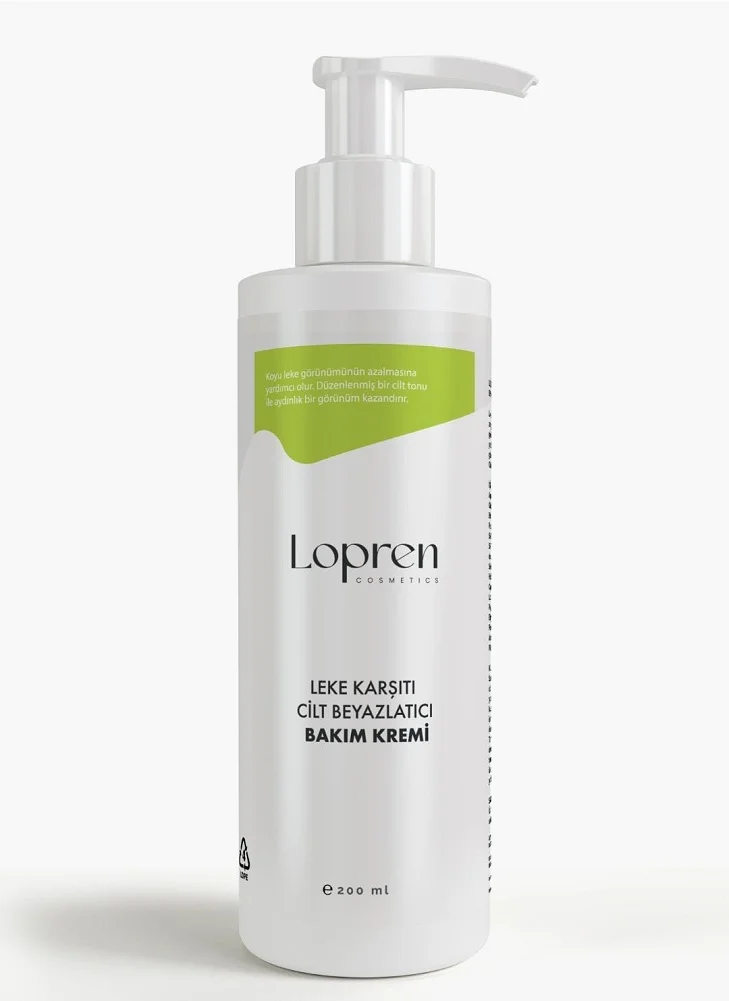 Koyu leke görünümünün azalmasına
yardımcı olur. Düzenlenmiş bir cilt tonu
ile aydınlık bir görünüm kazandırır.
Lopren
COSMETICS
LEKE KARŞITI
CİLT BEYAZLATICI
BAKIM KREMİ
LDPE
e 200 ml